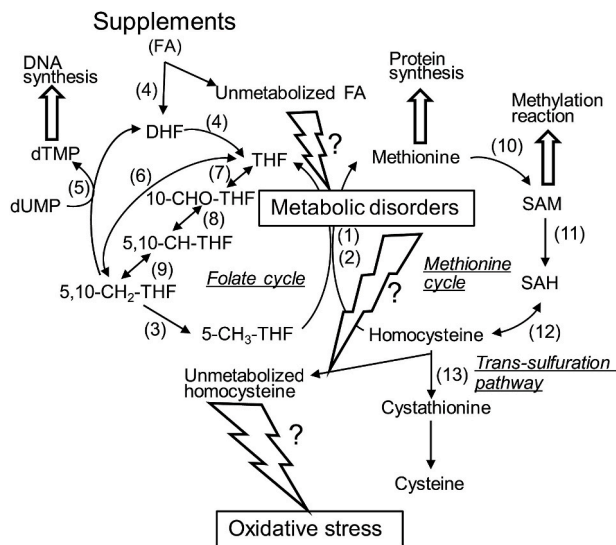 Supplements
(FA)
DNA
synthesis
Protein
synthesis
Methylation
reaction
Unmetabolized FA
(4)
(4)
DHF
?
dTMP
THF
Methionine
(10)
(5)
(6)
(7)
dUMP
10-CHO-THF
Metabolic disorders
SAM
(8)
5,10-CH-THF
(1)
(2)
(11)
(9)
Folate cycle
Methionine
cycle
5,10-CH₂-THF
?
SAH
(3)
5-CH₃-THF
Homocysteine
(12)
Unmetabolized
homocysteine
(13)
Trans-sulfuration
pathway
Cystathionine
?
Cysteine
Oxidative stress